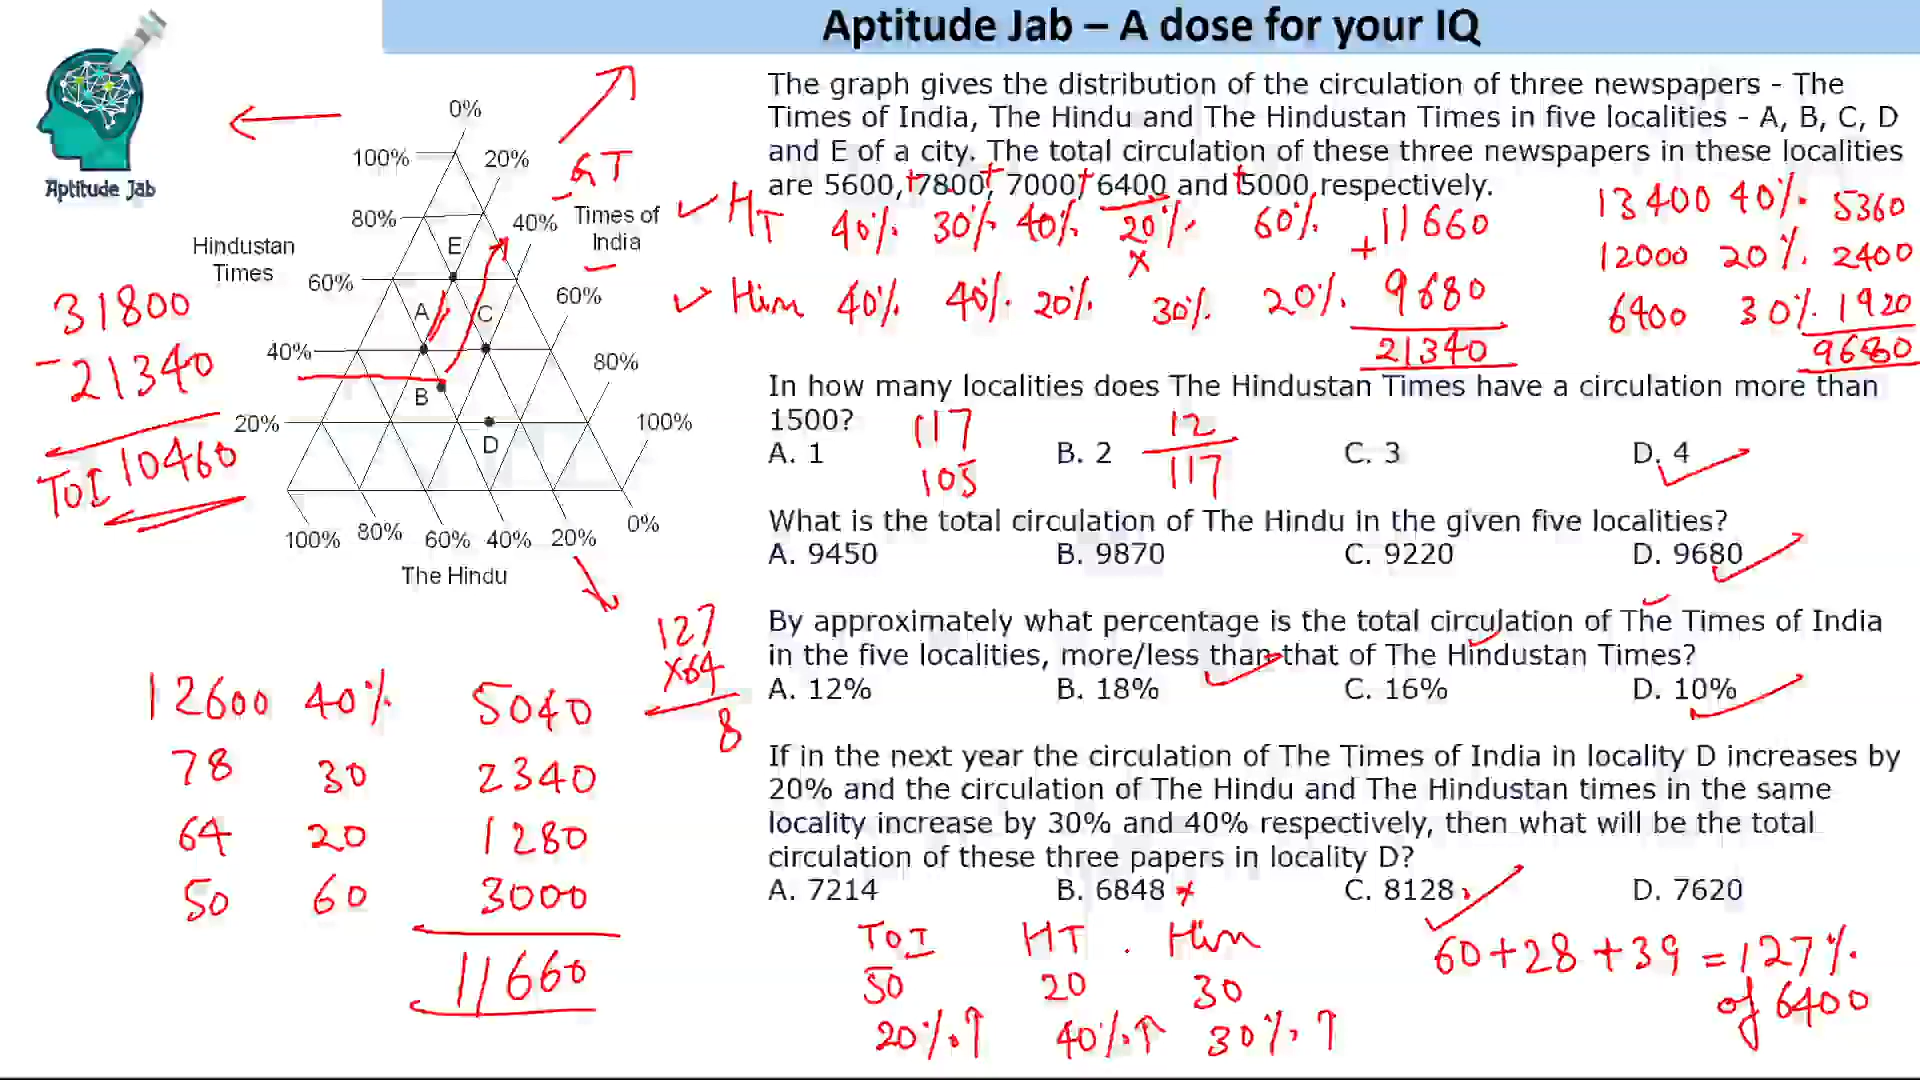 Aptitude Jab – A dose for your IQ
Aptitude Jab
The graph gives the distribution of the circulation of three newspapers - The
Times of India, The Hindu and The Hindustan Times in five localities - A, B, C, D
and E of a city. The total circulation of these three newspapers in these localities
are 5600, 7800, 7000, 6400 and 5000 respectively.
+ + + +
HT 40% 30% 40% 20% 60% 11660
x +
Hin 40% 40% 20% 30% 20% 9680
21340
13400 40% 5360
12000 20% 2400
6400 30% 1920
9680
0%
100% 20%
GT
80% 40% Times of
India
Hindustan
Times
E
60% 60%
A C
40% 80%
B
20% 100%
D
0%
100% 80% 60% 40% 20%
The Hindu
31800
- 21340
TOI 10460
In how many localities does The Hindustan Times have a circulation more than
1500?
A. 1 B. 2 C. 3 D. 4
117
105
12
117
What is the total circulation of The Hindu in the given five localities?
A. 9450 B. 9870 C. 9220 D. 9680
By approximately what percentage is the total circulation of The Times of India
in the five localities, more/less than that of The Hindustan Times?
A. 12% B. 18% C. 16% D. 10%
127
x64
8
12600 40% 5040
78 30 2340
64 20 1280
50 60 3000
11660
If in the next year the circulation of The Times of India in locality D increases by
20% and the circulation of The Hindu and The Hindustan times in the same
locality increase by 30% and 40% respectively, then what will be the total
circulation of these three papers in locality D?
A. 7214 B. 6848 x C. 8128 D. 7620
TOI HT Hin
50 20 30
20%↑ 40%↑ 30%↑
60+28+39 = 127%
of 6400